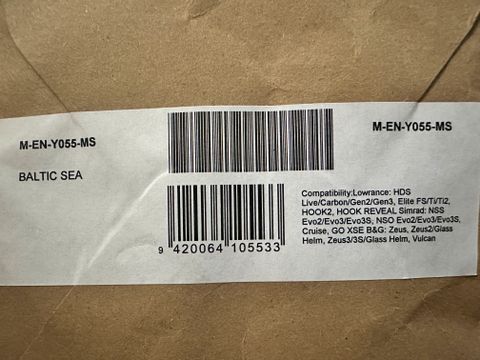 M-EN-Y055-MS
M-EN-Y055-MS
BALTIC SEA
9 420064 105533
Compatibility:Lowrance: HDS
Live/Carbon/Gen2/Gen3, Elite FS/Ti/Ti2,
HOOK2, HOOK REVEAL Simrad: NSS
Evo2/Evo3/Evo3S, NSO Evo2/Evo3/Evo3S,
Cruise, GO XSE B&G: Zeus, Zeus2/Glass
Helm, Zeus3/3S/Glass Helm, Vulcan